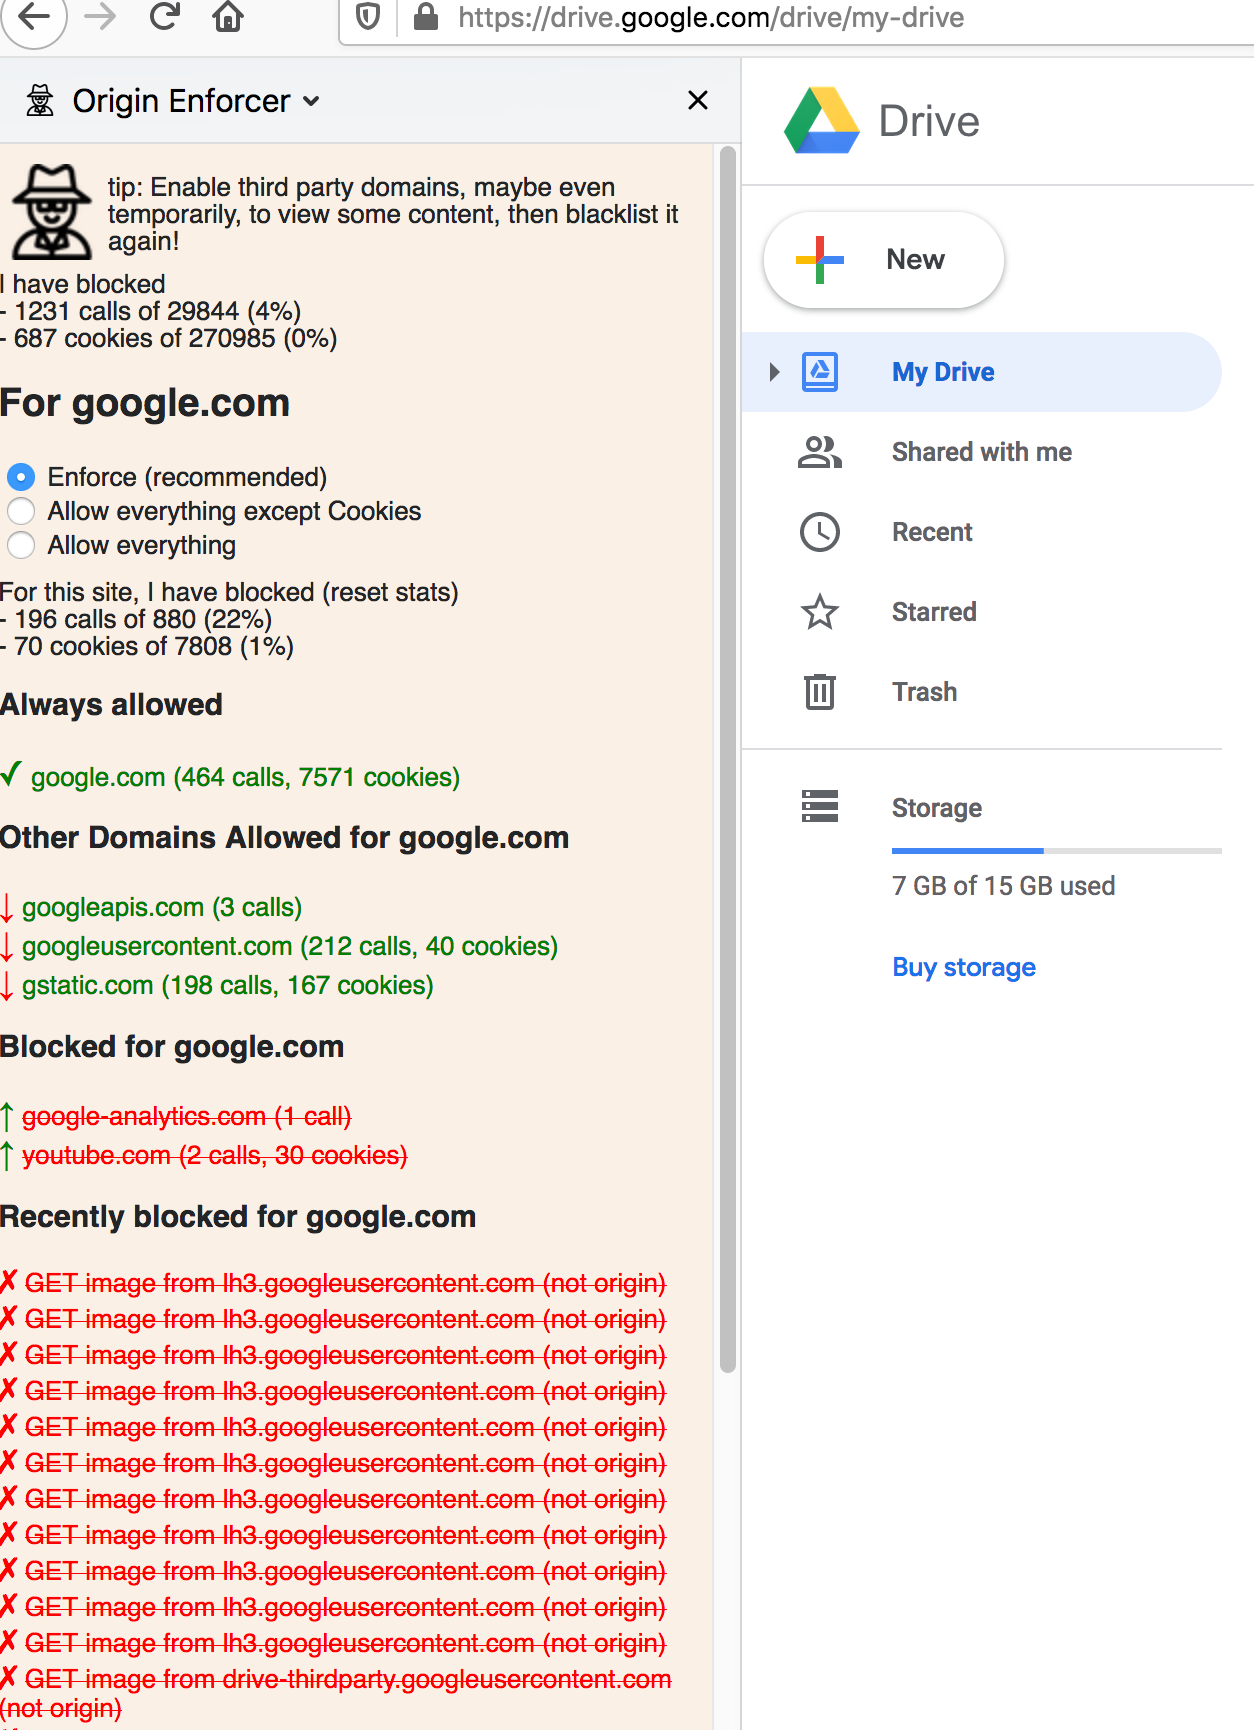 https://drive.google.com/drive/my-drive
Origin Enforcer
tip: Enable third party domains, maybe even
temporarily, to view some content, then blacklist it
again!
I have blocked
- 1231 calls of 29844 (4%)
- 687 cookies of 270985 (0%)
For google.com
Enforce (recommended)
Allow everything except Cookies
Allow everything
For this site, I have blocked (reset stats)
- 196 calls of 880 (22%)
- 70 cookies of 7808 (1%)
Always allowed
✓ google.com (464 calls, 7571 cookies)
Other Domains Allowed for google.com
↓ googleapis.com (3 calls)
↓ googleusercontent.com (212 calls, 40 cookies)
↓ gstatic.com (198 calls, 167 cookies)
Blocked for google.com
↑ google-analytics.com (1 call)
↑ youtube.com (2 calls, 30 cookies)
Recently blocked for google.com
✗ GET image from lh3.googleusercontent.com (not origin)
✗ GET image from lh3.googleusercontent.com (not origin)
✗ GET image from lh3.googleusercontent.com (not origin)
✗ GET image from lh3.googleusercontent.com (not origin)
✗ GET image from lh3.googleusercontent.com (not origin)
✗ GET image from lh3.googleusercontent.com (not origin)
✗ GET image from lh3.googleusercontent.com (not origin)
✗ GET image from lh3.googleusercontent.com (not origin)
✗ GET image from lh3.googleusercontent.com (not origin)
✗ GET image from lh3.googleusercontent.com (not origin)
✗ GET image from lh3.googleusercontent.com (not origin)
✗ GET image from drive-thirdparty.googleusercontent.com
(not origin)
Drive
New
My Drive
Shared with me
Recent
Starred
Trash
Storage
7 GB of 15 GB used
Buy storage